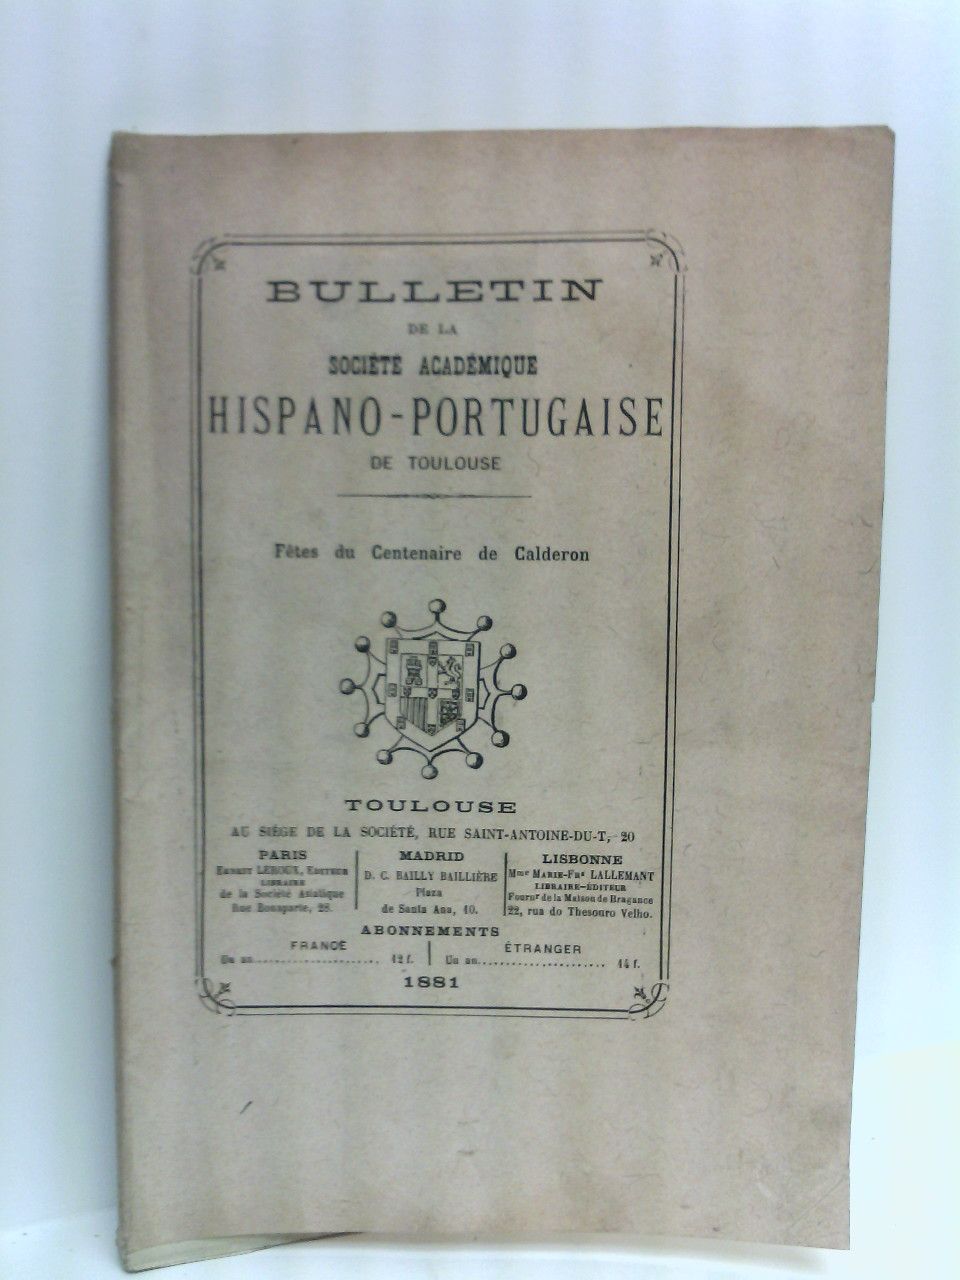 BULLETIN
DE LA
SOCIÉTÉ ACADÉMIQUE
HISPANO-PORTUGAISE
DE TOULOUSE
Fêtes du Centenaire de Calderon
TOULOUSE
AU SIÉGE DE LA SOCIÉTÉ, RUE SAINT-ANTOINE-DU-T, 20
PARIS
Ernest LEROUX, Editeur
LIBRAIRE
de la Société Asiatique
Rue Bonaparte, 28.
MADRID
D. C. BAILLY BAILLIÈRE
Plaza
de Santa Ana, 10.
LISBONNE
Mme MARIE-FRse LALLEMANT
LIBRAIRE-ÉDITEUR
Fournr de la Maison de Bragance
22, rua do Thesouro Velho.
ABONNEMENTS
FRANCE
Un an...................... 12 f.
ÉTRANGER
Un an...................... 14 f.
1881